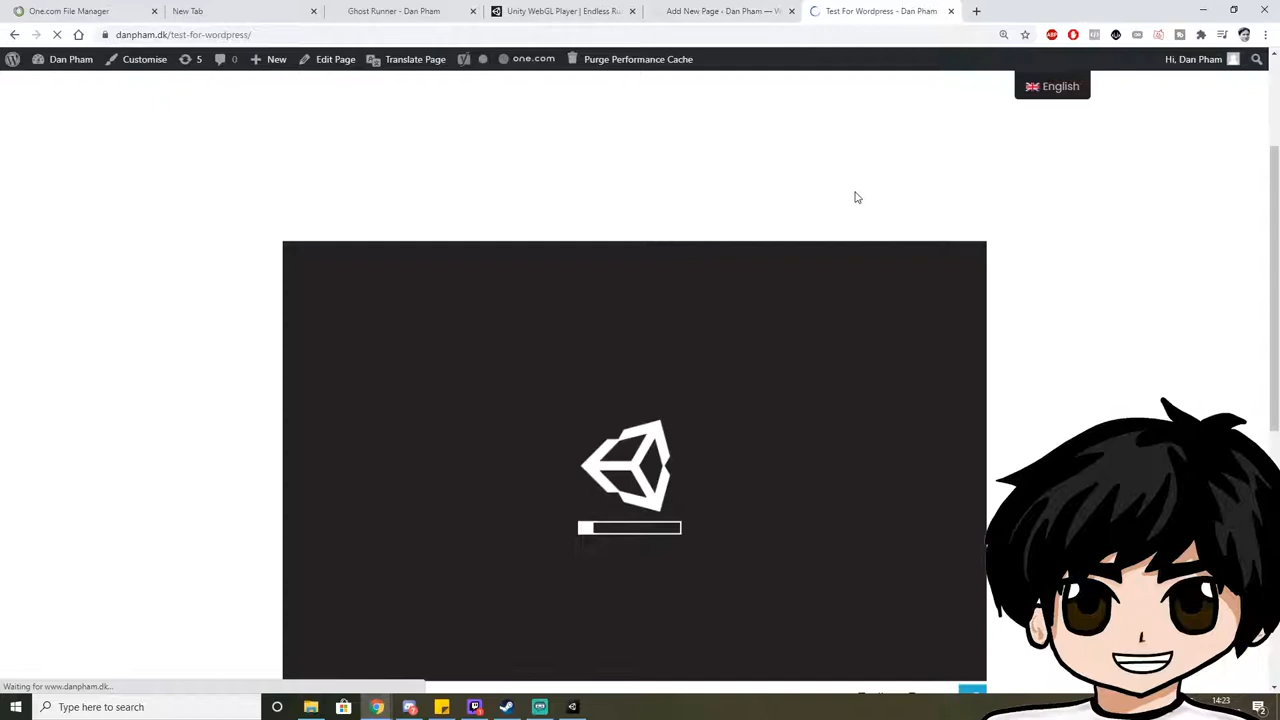 One.com File Manager
New Tab
Ghost Runner - Dan Pham
Unity WebGL Player | Endless Ru
Add New Page ‹ Dan Pham — W
Test For Wordpress - Dan Pham
danpham.dk/test-for-wordpress/
Dan Pham
Customise
5
0
New
Edit Page
Translate Page
one.com
Purge Performance Cache
Hi, Dan Pham
English
Waiting for www.danpham.dk...
Type here to search
14:23
2